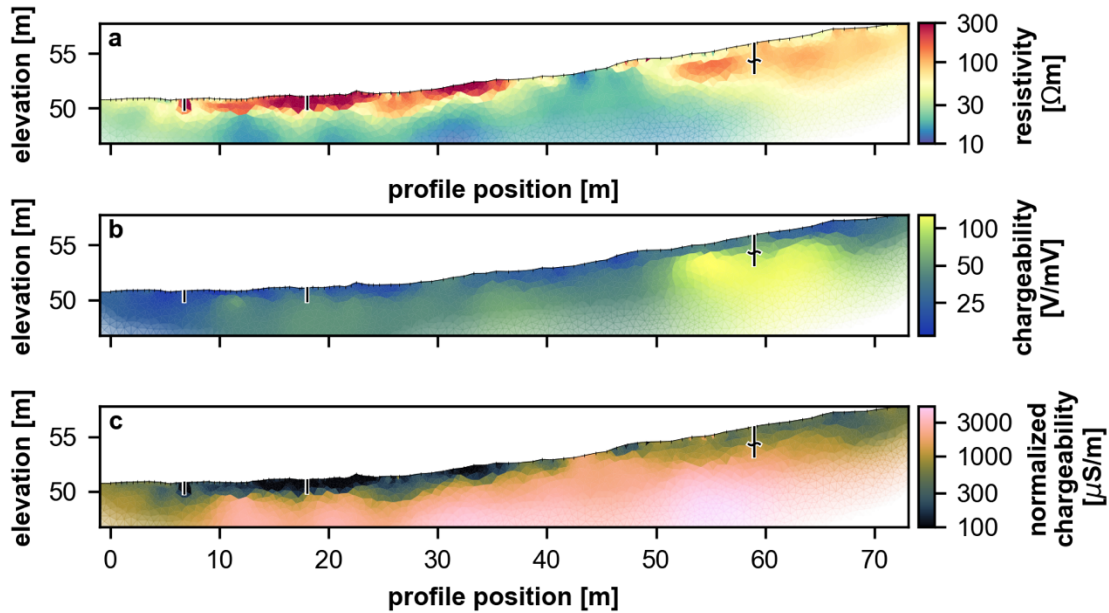 a
elevation [m]
55
50
300
100
30
10
resistivity
[Ωm]
profile position [m]
b
elevation [m]
55
50
100
50
25
chargeability
[V/mV]
c
elevation [m]
55
50
3000
1000
300
100
normalized
chargeability
[μS/m]
0 10 20 30 40 50 60 70
profile position [m]